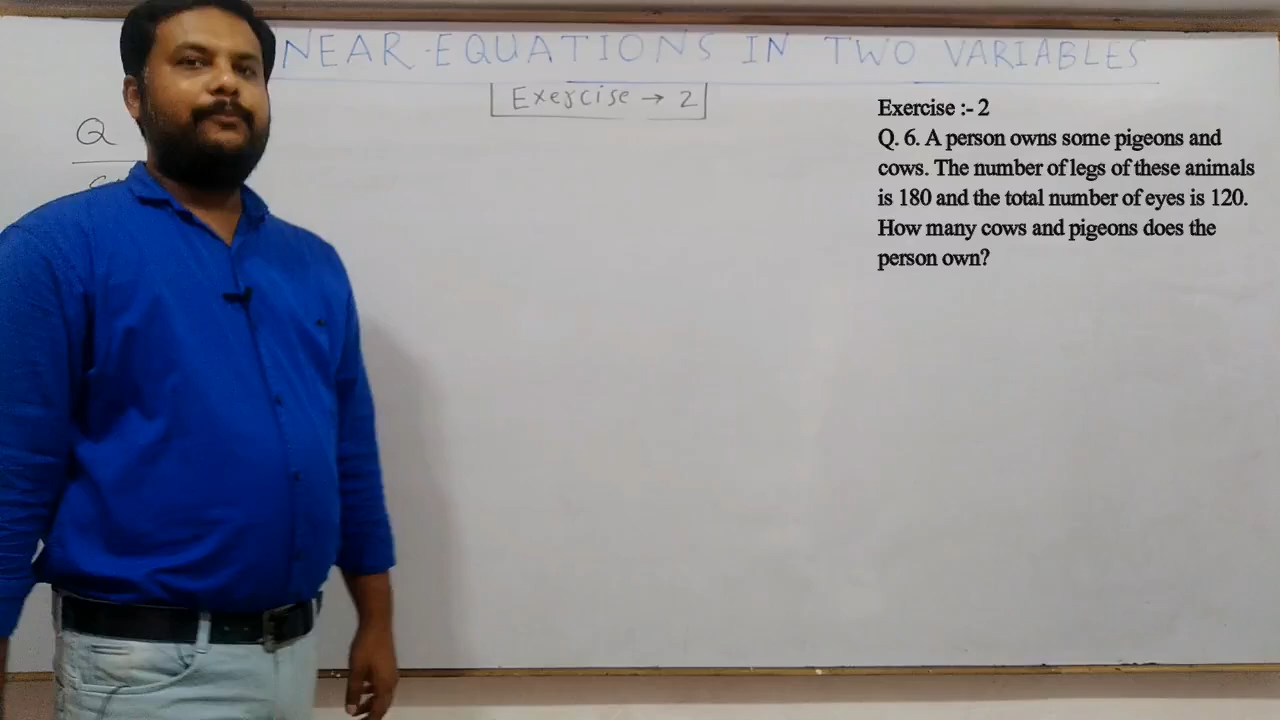 NEAR-EQUATIONS IN TWO VARIABLES
Exercise → 2
Q
Exercise :- 2
Q. 6. A person owns some pigeons and
cows. The number of legs of these animals
is 180 and the total number of eyes is 120.
How many cows and pigeons does the
person own?